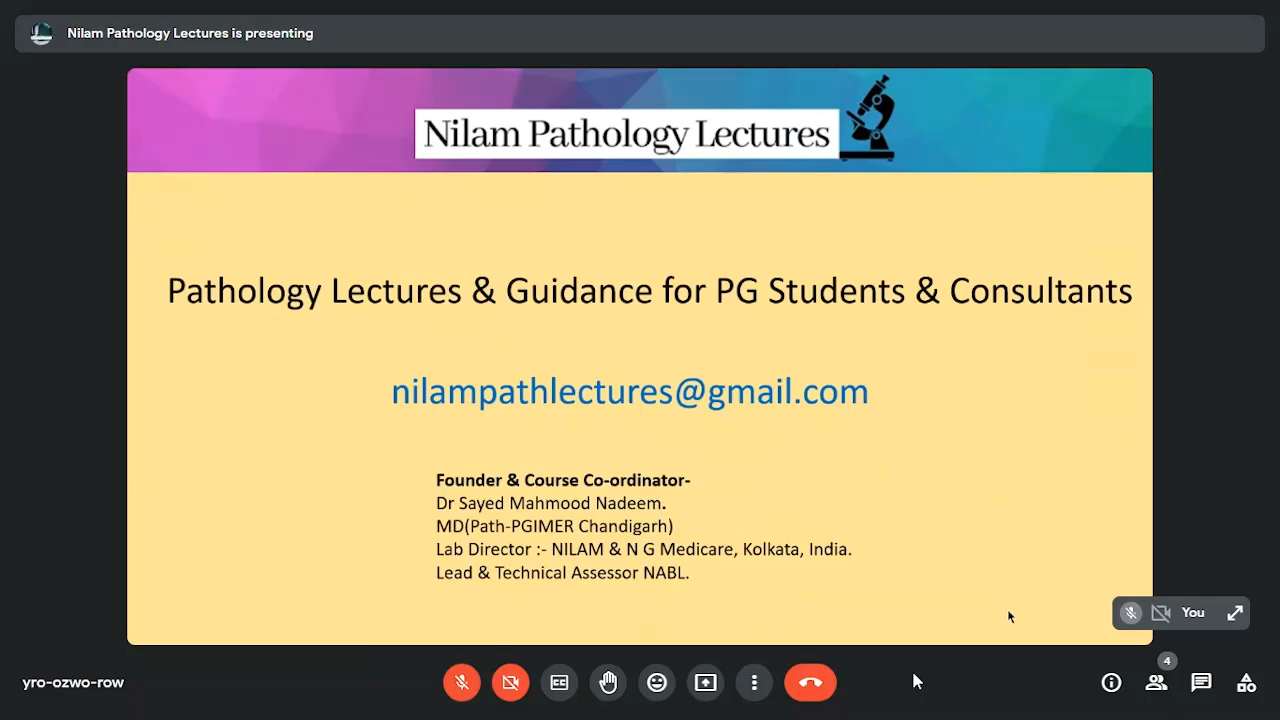 Nilam Pathology Lectures is presenting
Nilam Pathology Lectures
Pathology Lectures & Guidance for PG Students & Consultants
nilampathlectures@gmail.com
Founder & Course Co-ordinator-
Dr Sayed Mahmood Nadeem.
MD(Path-PGIMER Chandigarh)
Lab Director :- NILAM & N G Medicare, Kolkata, India.
Lead & Technical Assessor NABL.
You
yro-ozwo-row
CC
4